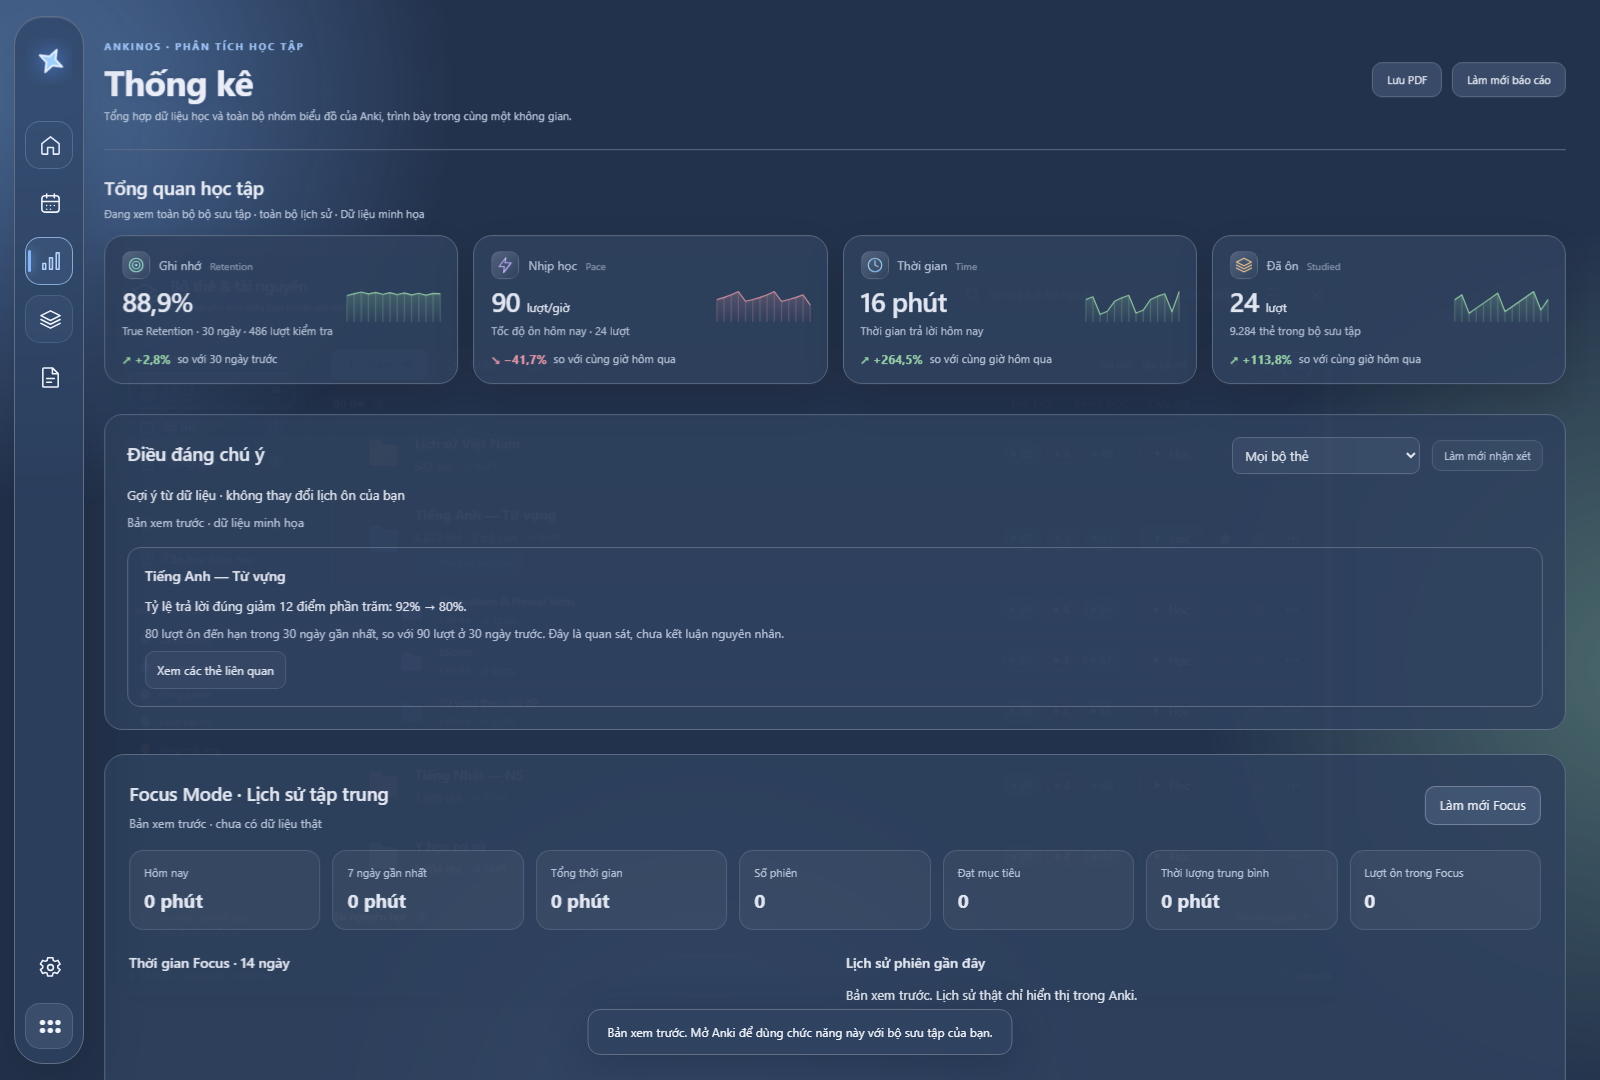 ANKINOS · PHÂN TÍCH HỌC TẬP
Thống kê
Tổng hợp dữ liệu học và toàn bộ nhóm biểu đồ của Anki, trình bày trong cùng một không gian.
Lưu PDF
Làm mới báo cáo
Tổng quan học tập
Đang xem toàn bộ bộ sưu tập · toàn bộ lịch sử · Dữ liệu minh họa
Ghi nhớ Retention
88,9%
True Retention · 30 ngày · 486 lượt kiểm tra
↗ +2,8% so với 30 ngày trước
Nhịp học Pace
90 lượt/giờ
Tốc độ ôn hôm nay · 24 lượt
↘ −41,7% so với cùng giờ hôm qua
Thời gian Time
16 phút
Thời gian trả lời hôm nay
↗ +264,5% so với cùng giờ hôm qua
Đã ôn Studied
24 lượt
9.284 thẻ trong bộ sưu tập
↗ +113,8% so với cùng giờ hôm qua
Điều đáng chú ý
Mọi bộ thẻ
Làm mới nhận xét
Gợi ý từ dữ liệu · không thay đổi lịch ôn của bạn
Bản xem trước · dữ liệu minh họa
Tiếng Anh — Từ vựng
Tỷ lệ trả lời đúng giảm 12 điểm phần trăm: 92% → 80%.
80 lượt ôn đến hạn trong 30 ngày gần nhất, so với 90 lượt ở 30 ngày trước. Đây là quan sát, chưa kết luận nguyên nhân.
Xem các thẻ liên quan
Focus Mode · Lịch sử tập trung
Bản xem trước · chưa có dữ liệu thật
Làm mới Focus
Hôm nay
0 phút
7 ngày gần nhất
0 phút
Tổng thời gian
0 phút
Số phiên
0
Đạt mục tiêu
0
Thời lượng trung bình
0 phút
Lượt ôn trong Focus
0
Thời gian Focus · 14 ngày
Lịch sử phiên gần đây
Bản xem trước. Lịch sử thật chỉ hiển thị trong Anki.
Bản xem trước. Mở Anki để dùng chức năng này với bộ sưu tập của bạn.